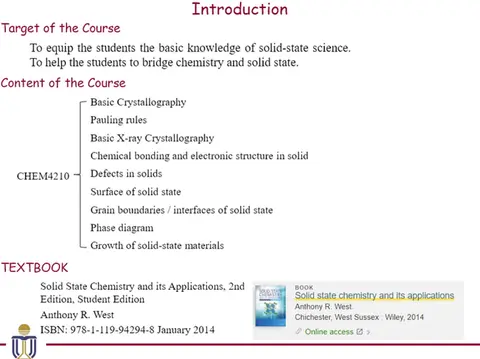 Introduction
Target of the Course
To equip the students the basic knowledge of solid-state science.
To help the students to bridge chemistry and solid state.
Content of the Course
CHEM4210
Basic Crystallography
Pauling rules
Basic X-ray Crystallography
Chemical bonding and electronic structure in solid
Defects in solids
Surface of solid state
Grain boundaries / interfaces of solid state
Phase diagram
Growth of solid-state materials
TEXTBOOK
Solid State Chemistry and its Applications, 2nd
Edition, Student Edition
Anthony R. West
ISBN: 978-1-119-94294-8 January 2014
BOOK
Solid state chemistry and its applications
Anthony R. West.
Chichester, West Sussex : Wiley, 2014
Online access